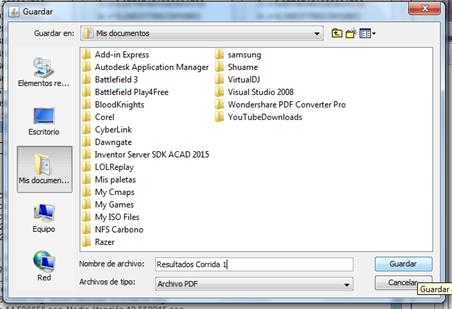 Guardar
Guardar en:
Mis documentos
Elementos re...
Escritorio
Mis documen...
Equipo
Red
Add-in Express
Autodesk Application Manager
Battlefield 3
Battlefield Play4Free
BloodKnights
Corel
CyberLink
Dawngate
Inventor Server SDK ACAD 2015
LOLReplay
Mis paletas
My Cmaps
My Games
My ISO Files
NFS Carbono
Razer
samsung
Shuame
VirtualDJ
Visual Studio 2008
Wondershare PDF Converter Pro
YouTubeDownloads
Nombre de archivo:
Resultados Corrida 1
Guardar
Archivos de tipo:
Archivo PDF
Cancelar
Guardar a